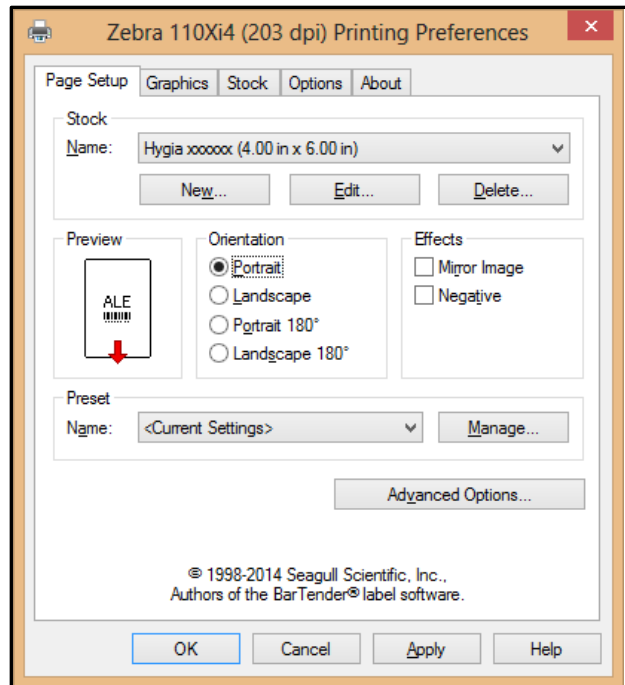 Zebra 110Xi4 (203 dpi) Printing Preferences
Page Setup Graphics Stock Options About
Stock
Name: Hygia xxxxxx (4.00 in x 6.00 in)
New... Edit... Delete...
Preview Orientation Effects
ALE
Portrait
Landscape
Portrait 180°
Landscape 180°
Mirror Image
Negative
Preset
Name: <Current Settings> Manage...
Advanced Options...
© 1998-2014 Seagull Scientific, Inc.,
Authors of the BarTender® label software.
OK Cancel Apply Help